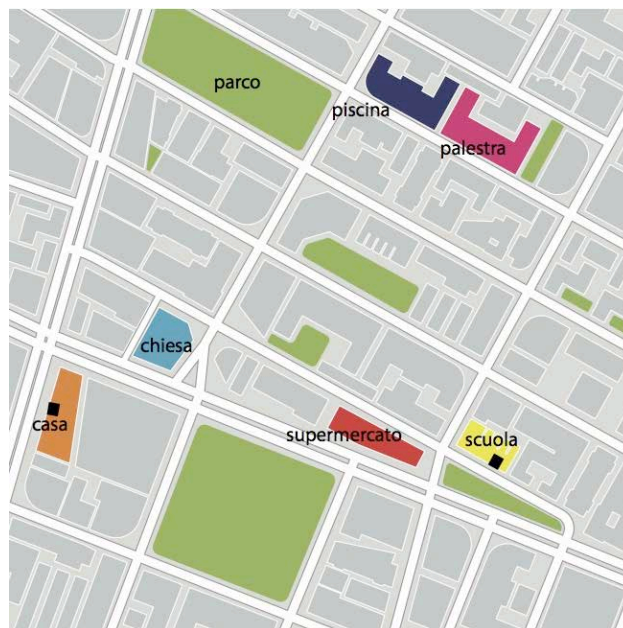 parco
piscina
palestra
chiesa
casa
supermercato
scuola